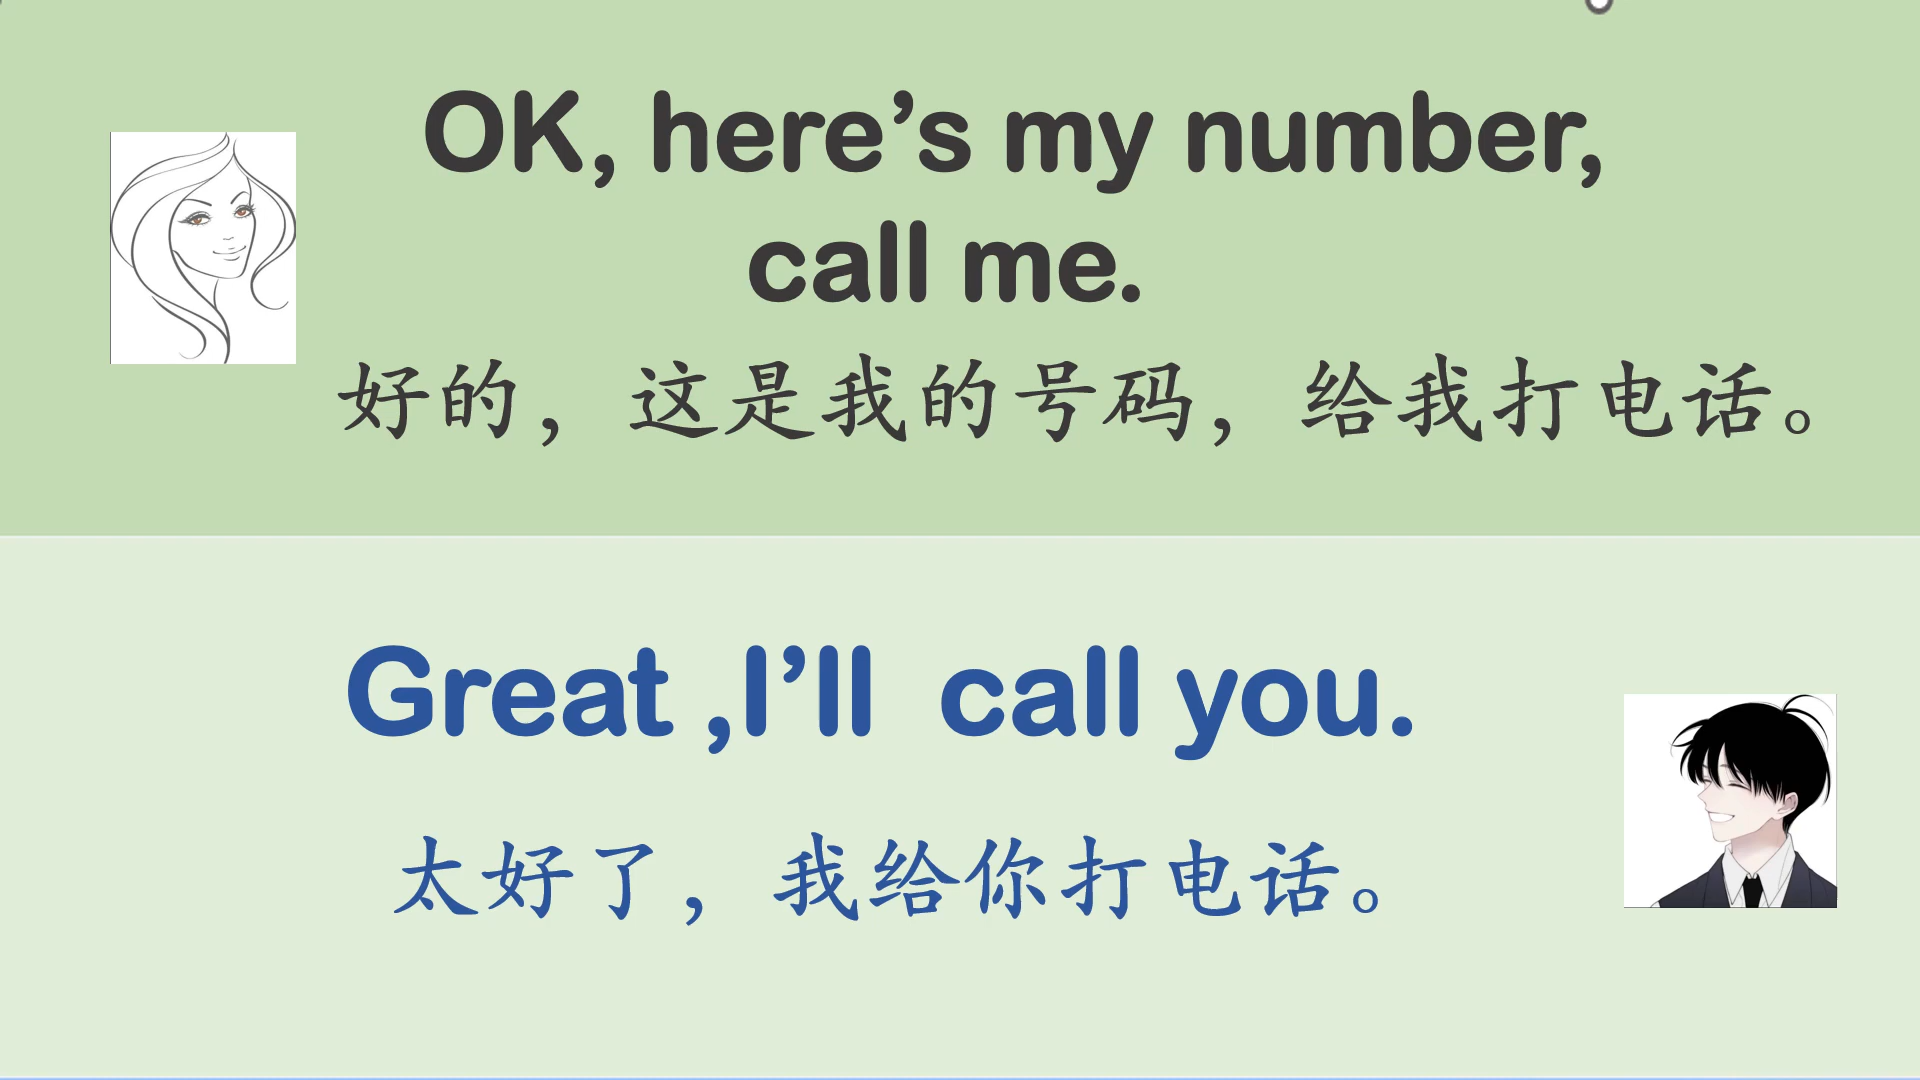 OK, here’s my number,
call me.
好的，这是我的号码，给我打电话。
Great ,I’ll  call you.
太好了，我给你打电话。